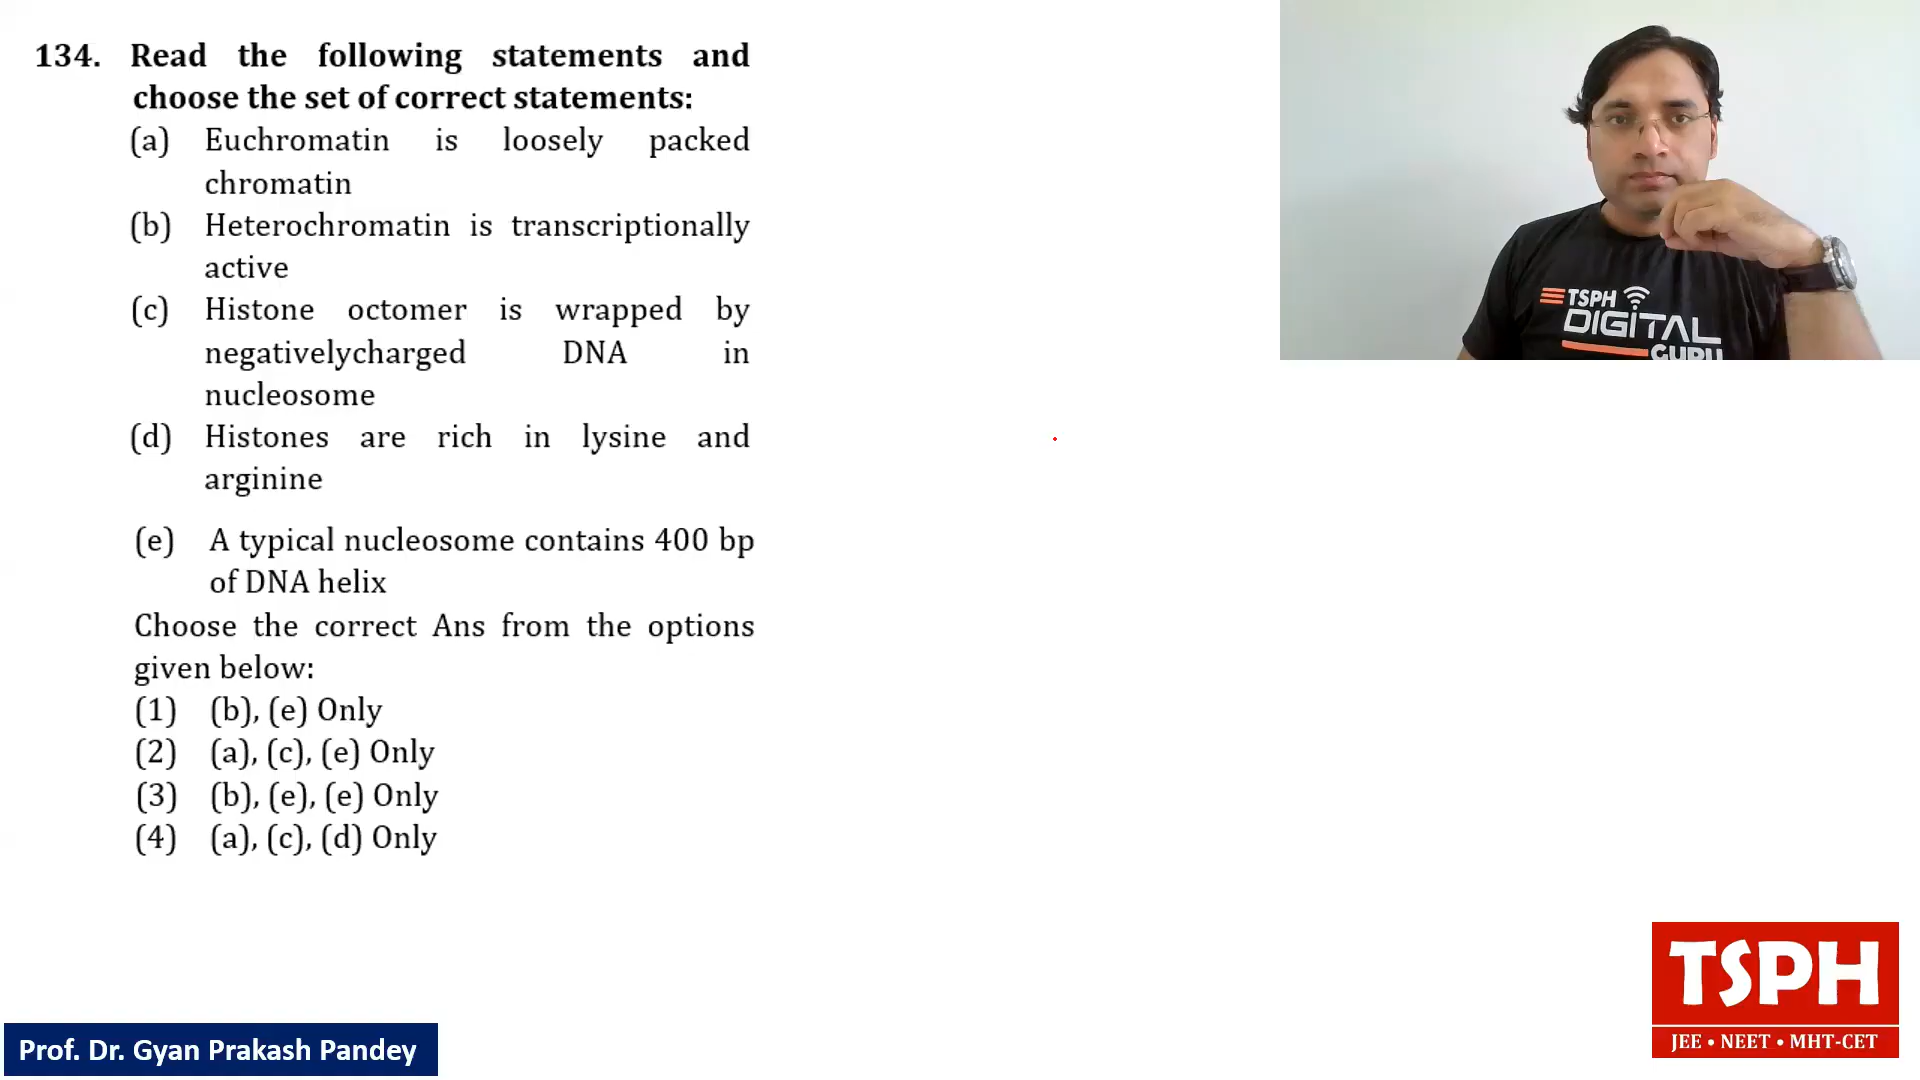 134. Read the following statements and
choose the set of correct statements:
(a) Euchromatin is loosely packed
chromatin
(b) Heterochromatin is transcriptionally
active
(c) Histone octomer is wrapped by
negativelycharged DNA in
nucleosome
(d) Histones are rich in lysine and
arginine
(e) A typical nucleosome contains 400 bp
of DNA helix
Choose the correct Ans from the options
given below:
(1) (b), (e) Only
(2) (a), (c), (e) Only
(3) (b), (e), (e) Only
(4) (a), (c), (d) Only
TSPH
DIGITAL
GURU
TSPH
JEE • NEET • MHT-CET
Prof. Dr. Gyan Prakash Pandey